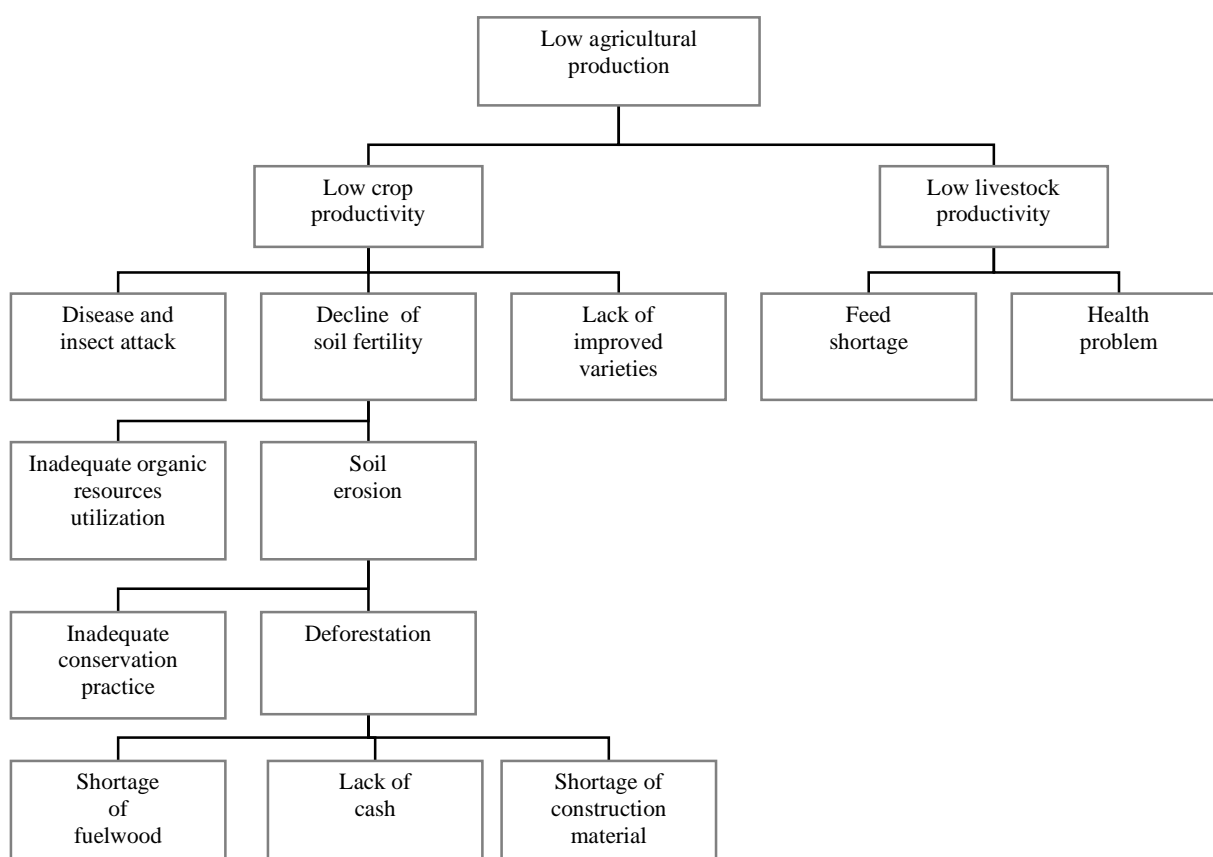 Low agricultural
production
Low crop
productivity
Low livestock
productivity
Disease and
insect attack
Decline of
soil fertility
Lack of
improved
varieties
Feed
shortage
Health
problem
Inadequate organic
resources
utilization
Soil
erosion
Inadequate
conservation
practice
Deforestation
Shortage
of
fuelwood
Lack of
cash
Shortage of
construction
material